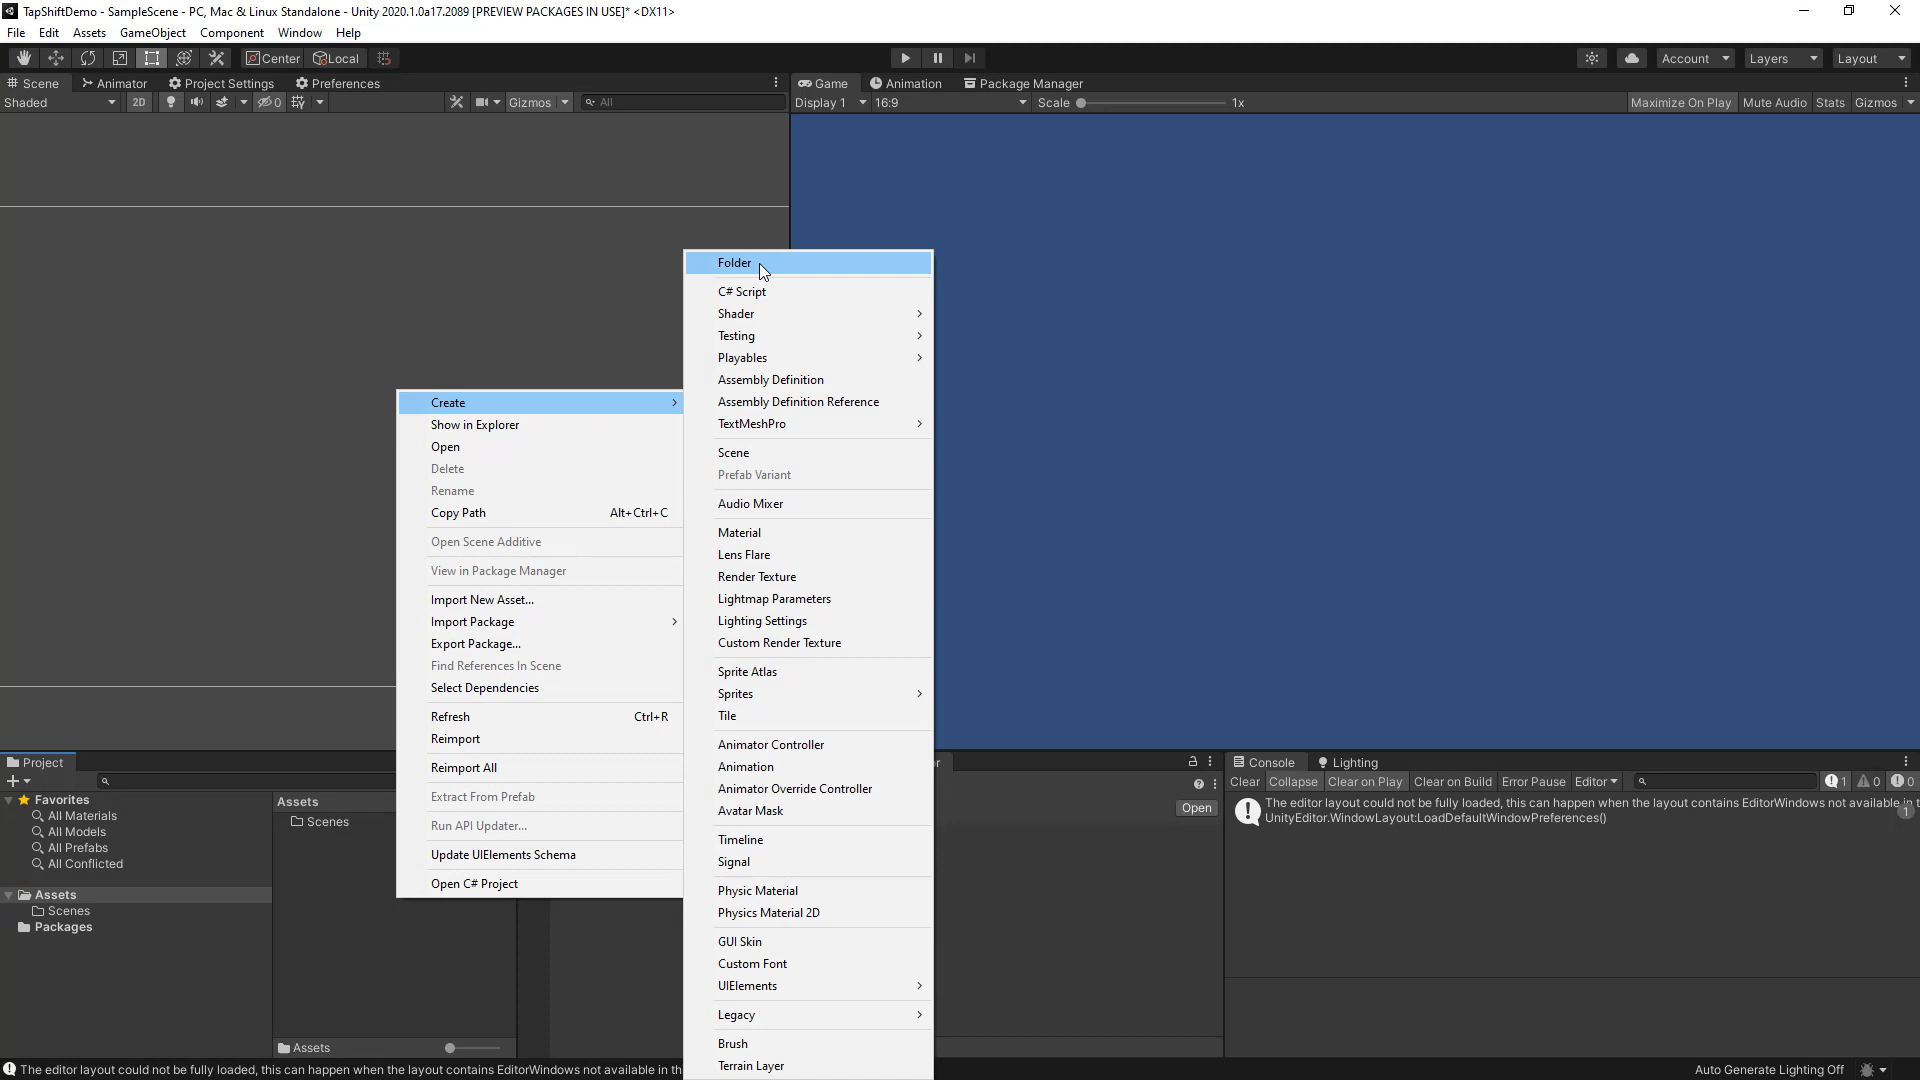 TapShiftDemo - SampleScene - PC, Mac & Linux Standalone - Unity 2020.1.0a17.2089 [PREVIEW PACKAGES IN USE]* <DX11>
File Edit Assets GameObject Component Window Help
Center Local Account Layers Layout
Scene Animator Project Settings Preferences
Game Animation Package Manager
Shaded 2D 0 Gizmos All
Display 1 16:9 Scale 1x Maximize On Play Mute Audio Stats Gizmos
Create
Show in Explorer
Open
Delete
Rename
Copy Path Alt+Ctrl+C
Open Scene Additive
View in Package Manager
Import New Asset...
Import Package
Export Package...
Find References In Scene
Select Dependencies
Refresh Ctrl+R
Reimport
Reimport All
Extract From Prefab
Run API Updater...
Update UIElements Schema
Open C# Project
Folder
C# Script
Shader
Testing
Playables
Assembly Definition
Assembly Definition Reference
TextMeshPro
Scene
Prefab Variant
Audio Mixer
Material
Lens Flare
Render Texture
Lightmap Parameters
Lighting Settings
Custom Render Texture
Sprite Atlas
Sprites
Tile
Animator Controller
Animation
Animator Override Controller
Avatar Mask
Timeline
Signal
Physic Material
Physics Material 2D
GUI Skin
Custom Font
UIElements
Legacy
Brush
Terrain Layer
Project
Favorites
All Materials
All Models
All Prefabs
All Conflicted
Assets
Scenes
Packages
Assets
Scenes
Assets
Open
Console Lighting
Clear Collapse Clear on Play Clear on Build Error Pause Editor 1 0 0
The editor layout could not be fully loaded, this can happen when the layout contains EditorWindows not available in t
UnityEditor.WindowLayout:LoadDefaultWindowPreferences()
1
The editor layout could not be fully loaded, this can happen when the layout contains EditorWindows not available in th
Auto Generate Lighting Off